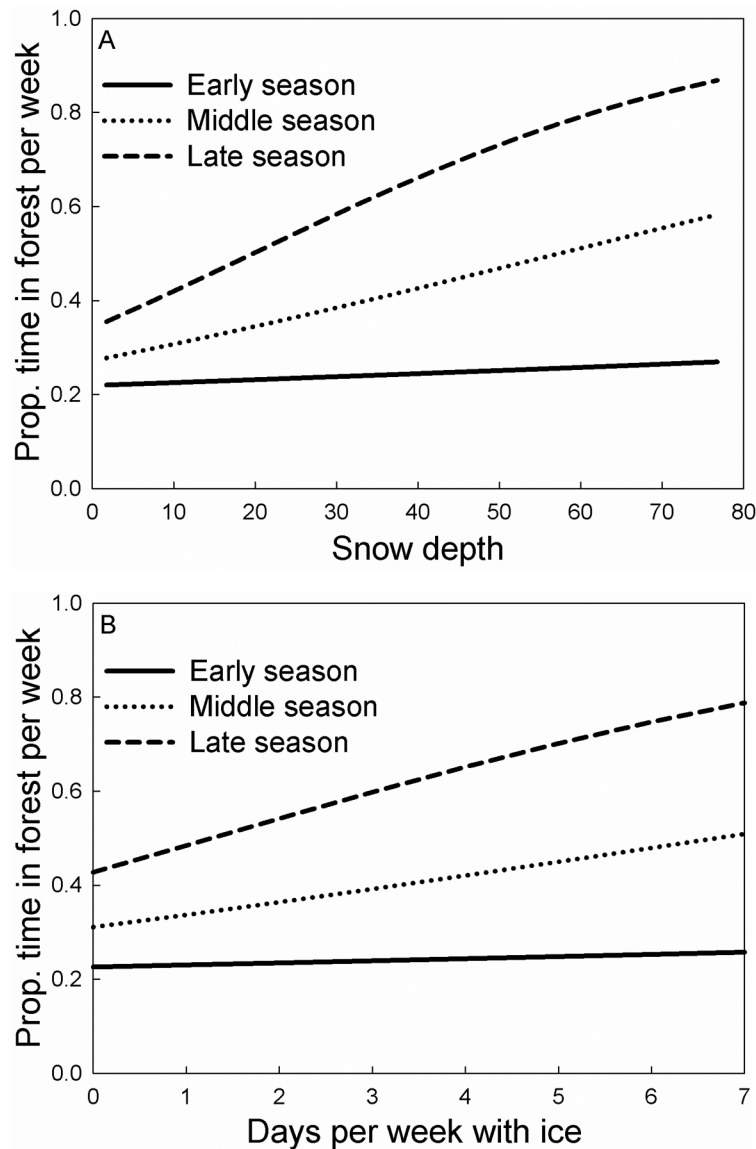 1.0
A
Early season
Middle season
Late season
0.8
0.6
0.4
0.2
0.0
Prop. time in forest per week
0 10 20 30 40 50 60 70 80
Snow depth
1.0
B
Early season
Middle season
Late season
0.8
0.6
0.4
0.2
0.0
Prop. time in forest per week
0 1 2 3 4 5 6 7
Days per week with ice